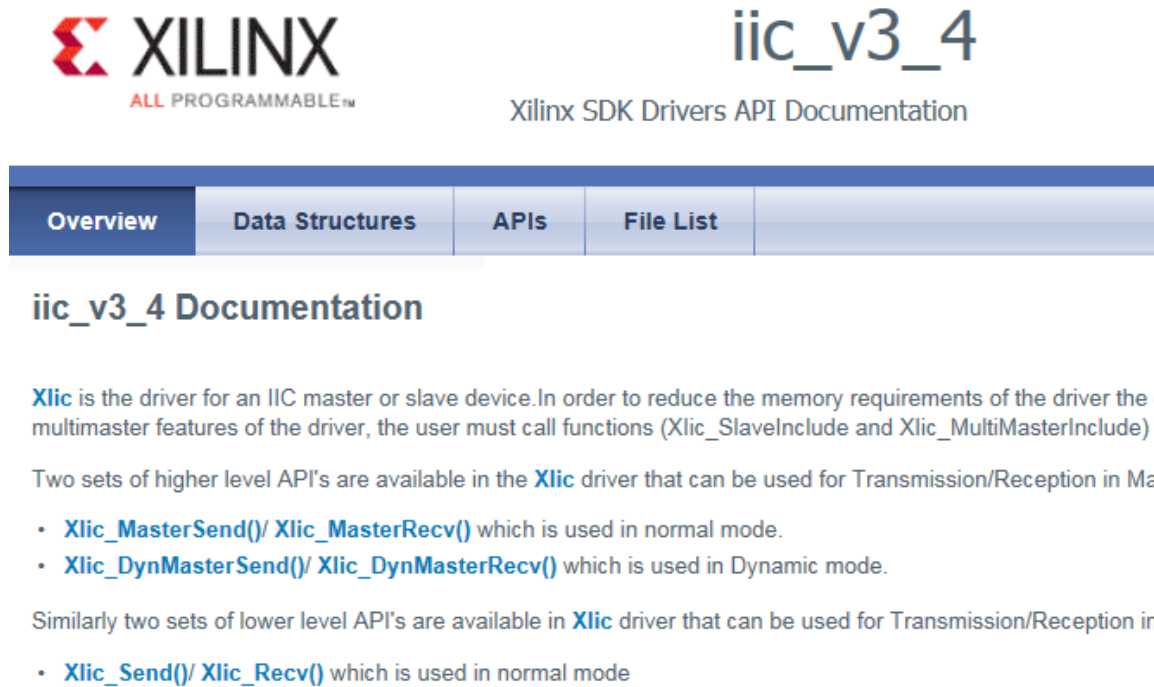 XILINX
ALL PROGRAMMABLE™
iic_v3_4
Xilinx SDK Drivers API Documentation
Overview
Data Structures
APIs
File List
iic_v3_4 Documentation
XIic is the driver for an IIC master or slave device.In order to reduce the memory requirements of the driver the
multimaster features of the driver, the user must call functions (XIic_SlaveInclude and XIic_MultiMasterInclude)
Two sets of higher level API's are available in the XIic driver that can be used for Transmission/Reception in Ma
• XIic_MasterSend()/ XIic_MasterRecv() which is used in normal mode.
• XIic_DynMasterSend()/ XIic_DynMasterRecv() which is used in Dynamic mode.
Similarly two sets of lower level API's are available in XIic driver that can be used for Transmission/Reception in
• XIic_Send()/ XIic_Recv() which is used in normal mode